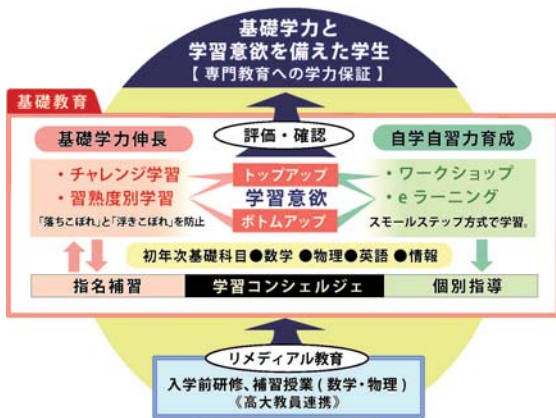 基礎学力と
学習意欲を備えた学生
【 専門教育への学力保証 】
基礎教育
基礎学力伸長
評価・確認
自学自習力育成
・チャレンジ学習
・習熟度別学習
「落ちこぼれ」と「浮きこぼれ」を防止
トップアップ
学習意欲
ボトムアップ
・ワークショップ
・eラーニング
スモールステップ方式で学習。
初年次基礎科目●数学 ●物理●英語 ●情報
指名補習
学習コンシェルジェ
個別指導
リメディアル教育
入学前研修、補習授業 ( 数学・物理 )
《高大教員連携》